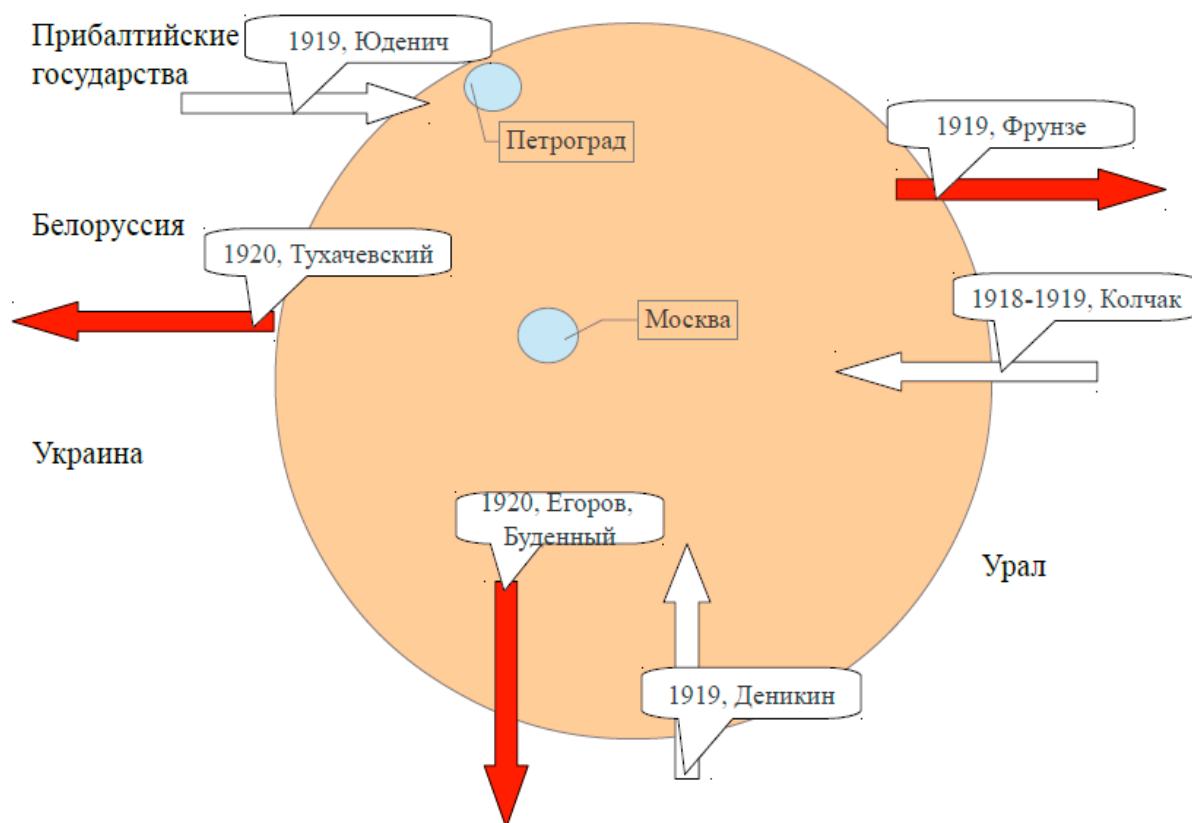 Прибалтийские
государства
1919, Юденич
Петроград
1919, Фрунзе
Белоруссия
1920, Тухачевский
1918-1919, Колчак
Москва
Украина
1920, Егоров,
Буденный
Урал
1919, Деникин